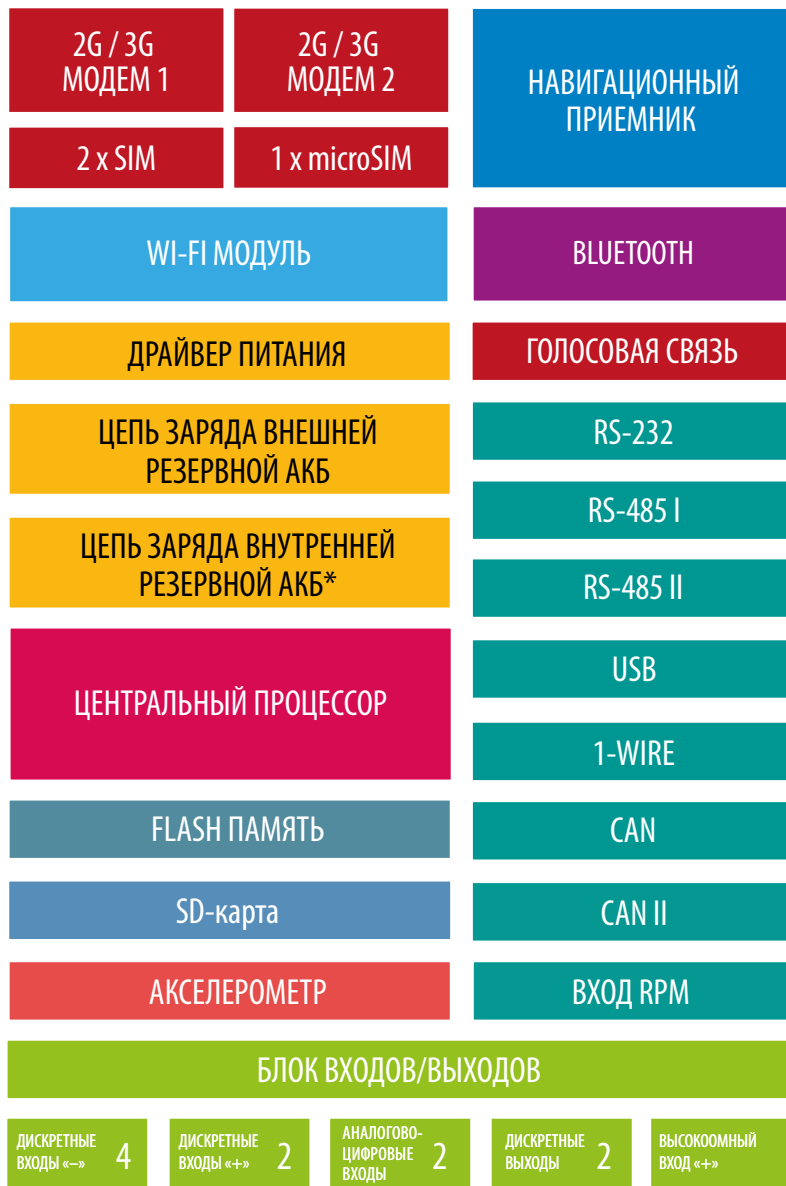 2G / 3G
МОДЕМ 1
2G / 3G
МОДЕМ 2
НАВИГАЦИОННЫЙ
ПРИЕМНИК
2 x SIM
1 x microSIM
WI-FI МОДУЛЬ
BLUETOOTH
ДРАЙВЕР ПИТАНИЯ
ГОЛОСОВАЯ СВЯЗЬ
ЦЕПЬ ЗАРЯДА ВНЕШНЕЙ
РЕЗЕРВНОЙ АКБ
RS-232
RS-485 I
ЦЕПЬ ЗАРЯДА ВНУТРЕННЕЙ
РЕЗЕРВНОЙ АКБ*
RS-485 II
ЦЕНТРАЛЬНЫЙ ПРОЦЕССОР
USB
1-WIRE
FLASH ПАМЯТЬ
CAN
SD-карта
CAN II
АКСЕЛЕРОМЕТР
ВХОД RPM
БЛОК ВХОДОВ/ВЫХОДОВ
ДИСКРЕТНЫЕ
ВХОДЫ «–»
4
ДИСКРЕТНЫЕ
ВХОДЫ «+»
2
АНАЛОГОВО-
ЦИФРОВЫЕ
ВХОДЫ
2
ДИСКРЕТНЫЕ
ВЫХОДЫ
2
ВЫСОКООМНЫЙ
ВХОД «+»